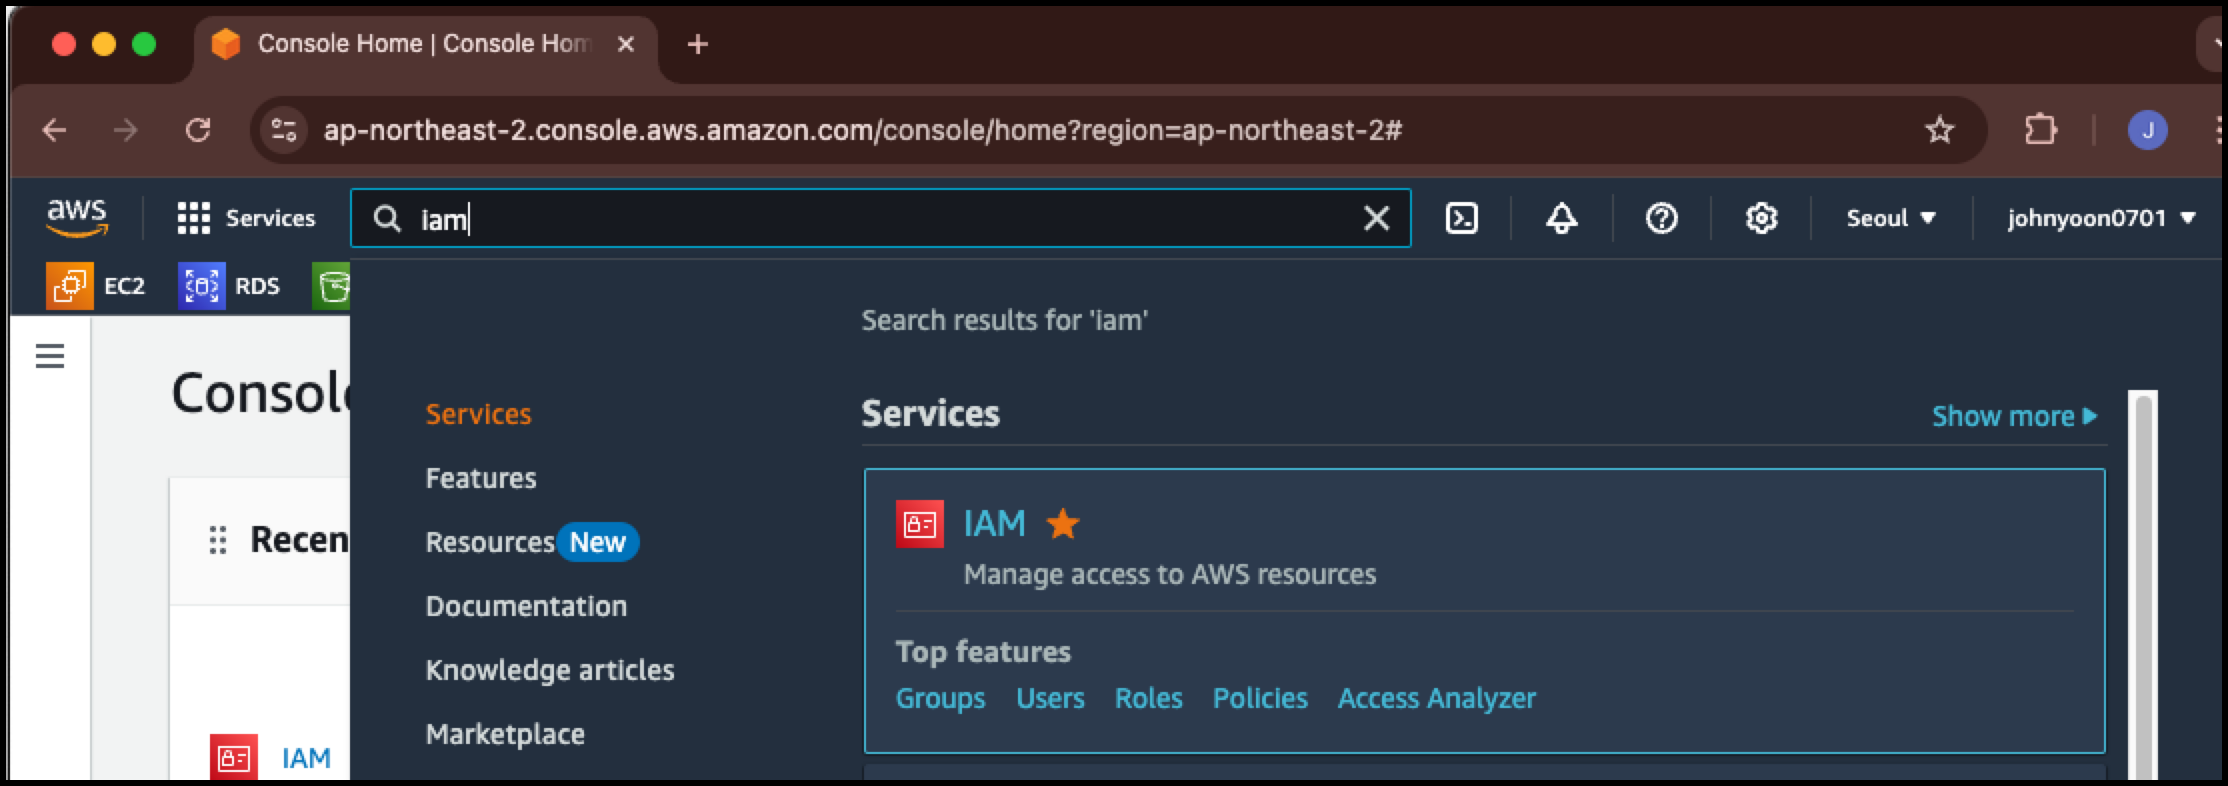 Console Home | Console Hom
ap-northeast-2.console.aws.amazon.com/console/home?region=ap-northeast-2#
J
aws
Services
iam
Seoul
johnyoon0701
EC2
RDS
Search results for 'iam'
Console
Services
Services
Show more
Features
IAM
Resources New
Recen
Manage access to AWS resources
Documentation
Top features
Knowledge articles
Groups Users Roles Policies Access Analyzer
Marketplace
IAM